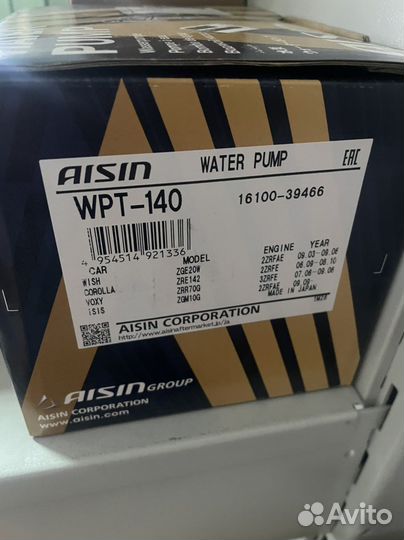 PUMP
AISIN WATER PUMP EAC
WPT-140 16100-39466
4 954514 921336
CAR MODEL ENGINE YEAR
WISH ZGE20W 2ZRFAE 09.03-09.06
COROLLA ZRE142 2ZRFE 06.09-08.10
VOXY ZRR70G 3ZRFE 07.06-09.06
ISIS ZGM10G 2ZRFAE 09.09
MADE IN JAPAN
AISIN CORPORATION
http://www.aisinaftermarket.jp/ja
AISIN GROUP
AISIN CORPORATION
www.aisin.com
Avito